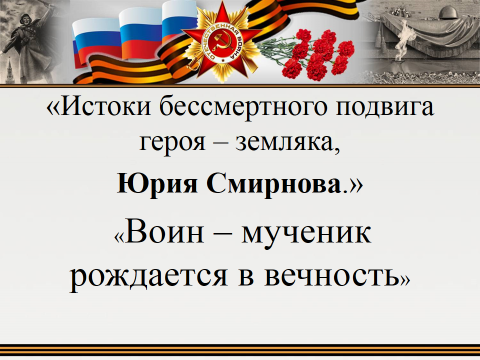 «Истоки бессмертного подвига
героя – земляка,
Юрия Смирнова.»
«Воин – мученик
рождается в вечность»